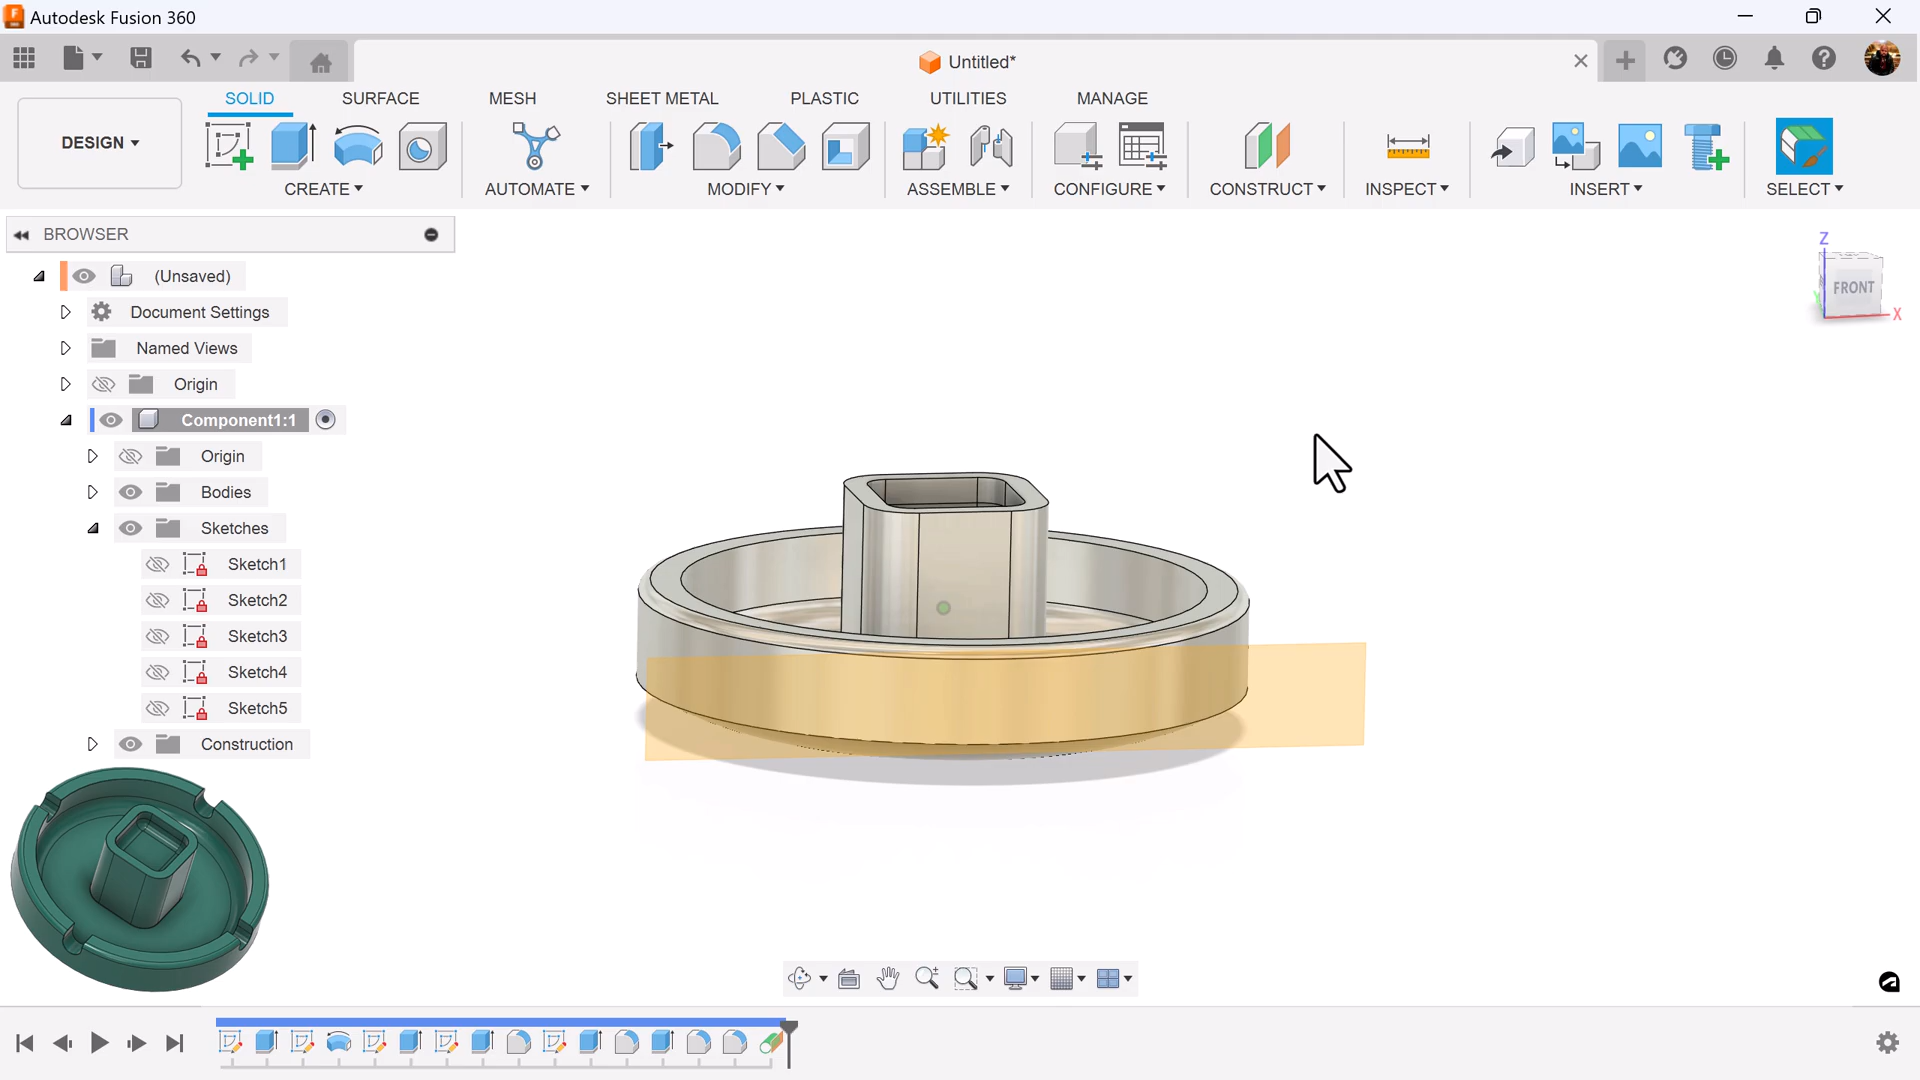 Autodesk Fusion 360
Untitled*
SOLID SURFACE MESH SHEET METAL PLASTIC UTILITIES MANAGE
DESIGN
CREATE AUTOMATE MODIFY ASSEMBLE CONFIGURE CONSTRUCT INSPECT INSERT SELECT
BROWSER
(Unsaved)
Document Settings
Named Views
Origin
Component1:1
Origin
Bodies
Sketches
Sketch1
Sketch2
Sketch3
Sketch4
Sketch5
Construction
Z
FRONT
X